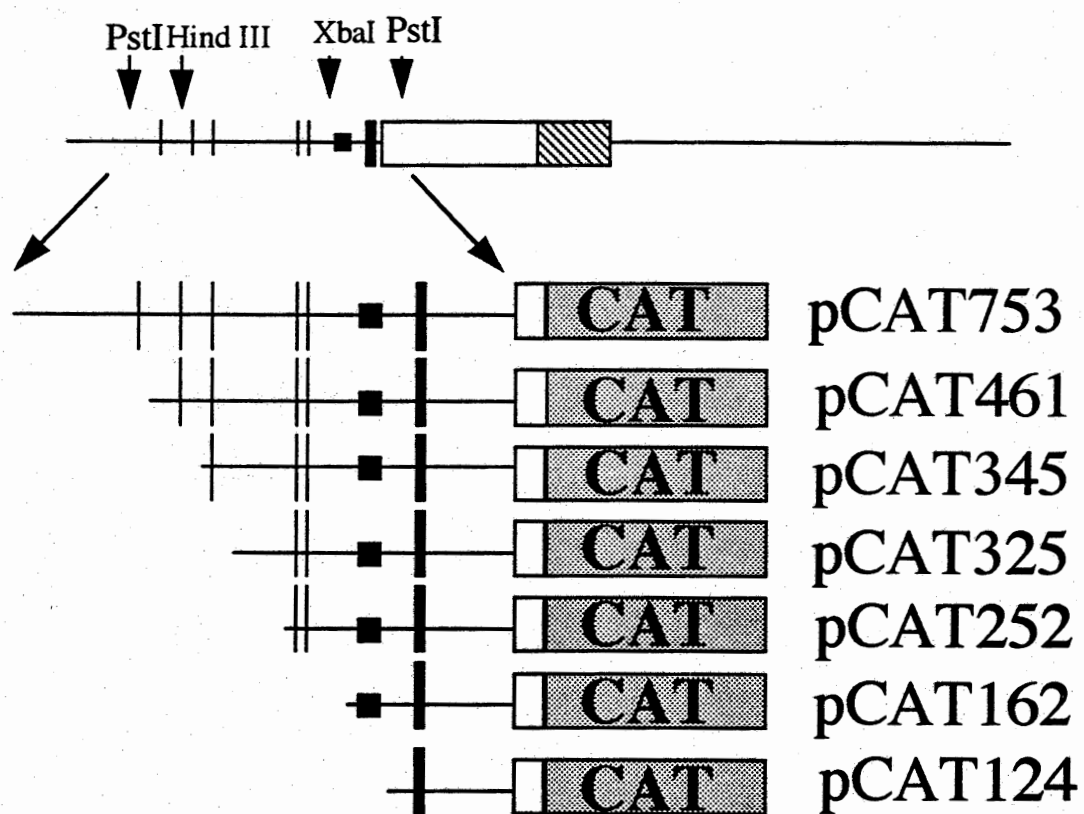 PstI Hind III XbaI PstI
CAT pCAT753
CAT pCAT461
CAT pCAT345
CAT pCAT325
CAT pCAT252
CAT pCAT162
CAT pCAT124